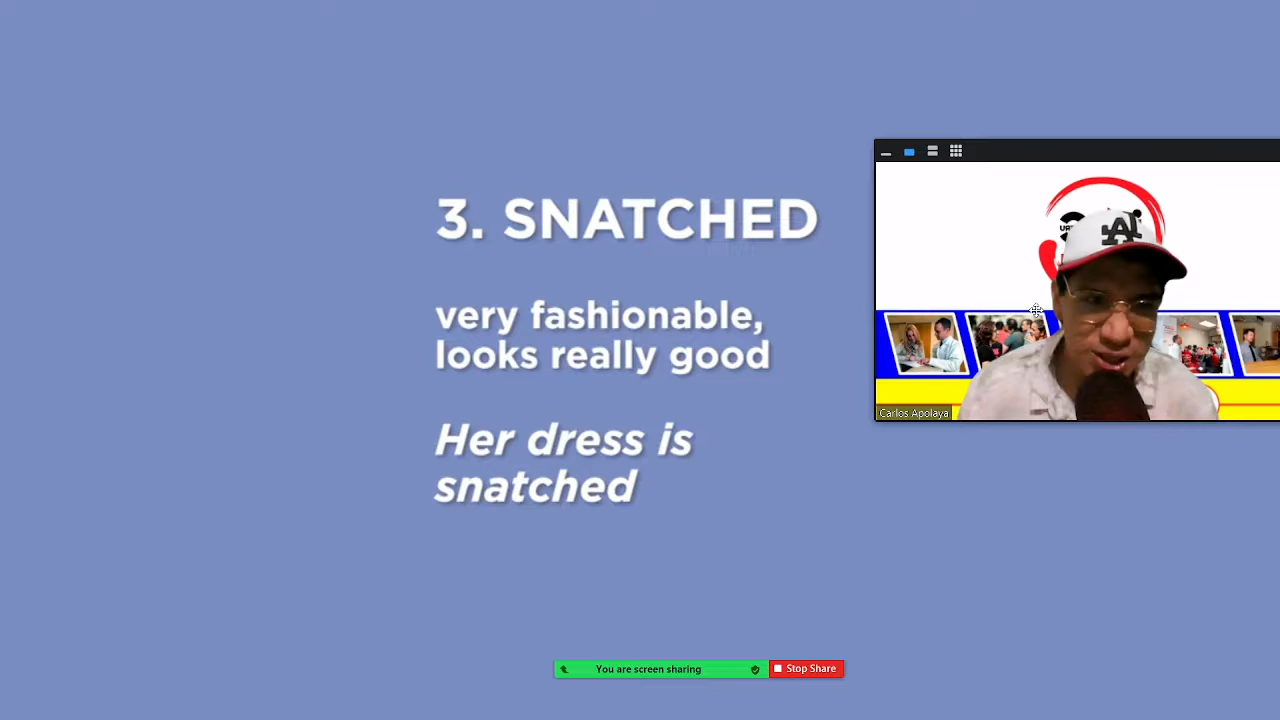 3. SNATCHED
very fashionable,
looks really good
Her dress is
snatched
Carlos Apolaya
You are screen sharing
Stop Share